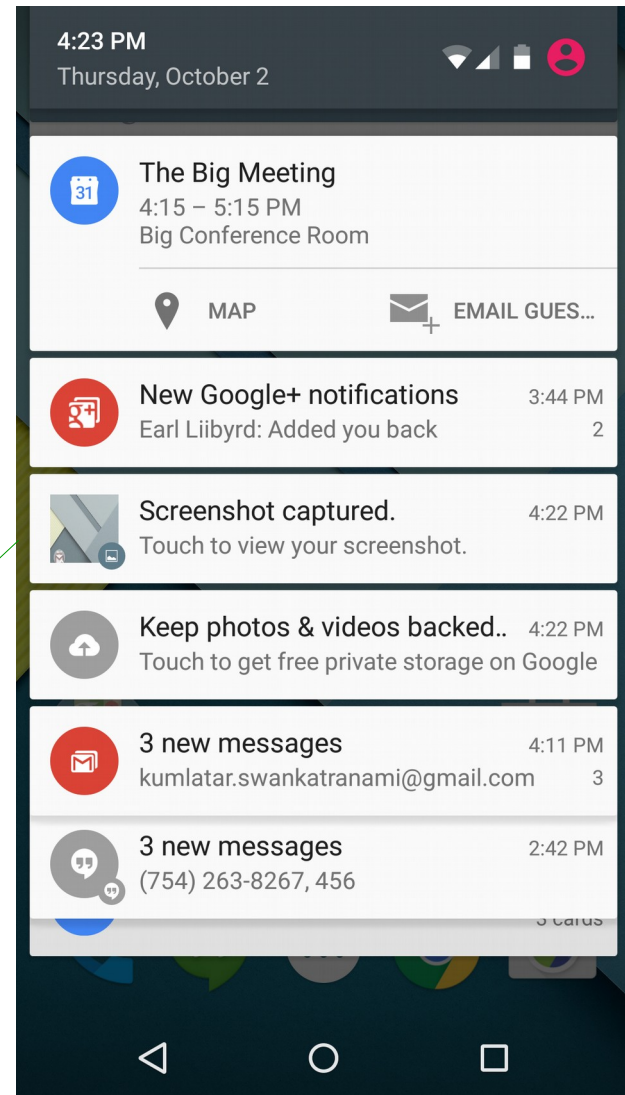 4:23 PM
Thursday, October 2
31
The Big Meeting
4:15 – 5:15 PM
Big Conference Room
MAP
EMAIL GUES...
New Google+ notifications 3:44 PM
Earl Liibyrd: Added you back 2
Screenshot captured. 4:22 PM
Touch to view your screenshot.
Keep photos & videos backed.. 4:22 PM
Touch to get free private storage on Google
3 new messages 4:11 PM
kumlatar.swankatranami@gmail.com 3
3 new messages 2:42 PM
(754) 263-8267, 456
cards